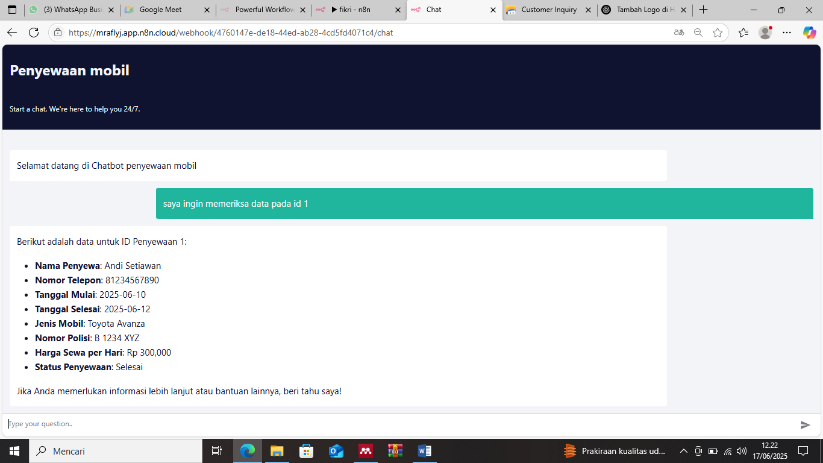 (3) WhatsApp Bus
Google Meet
Powerful Workflow
fikri - n8n
Chat
Customer Inquiry
Tambah Logo di H
https://mraflyj.app.n8n.cloud/webhook/4760147e-de18-44ed-ab28-4cd5fd4071c4/chat
Penyewaan mobil
Start a chat. We're here to help you 24/7.
Selamat datang di Chatbot penyewaan mobil
saya ingin memeriksa data pada id 1
Berikut adalah data untuk ID Penyewaan 1:
• Nama Penyewa: Andi Setiawan
• Nomor Telepon: 81234567890
• Tanggal Mulai: 2025-06-10
• Tanggal Selesai: 2025-06-12
• Jenis Mobil: Toyota Avanza
• Nomor Polisi: B 1234 XYZ
• Harga Sewa per Hari: Rp 300,000
• Status Penyewaan: Selesai
Jika Anda memerlukan informasi lebih lanjut atau bantuan lainnya, beri tahu saya!
Type your question..
Mencari
Prakiraan kualitas ud...
12.22
17/06/2025